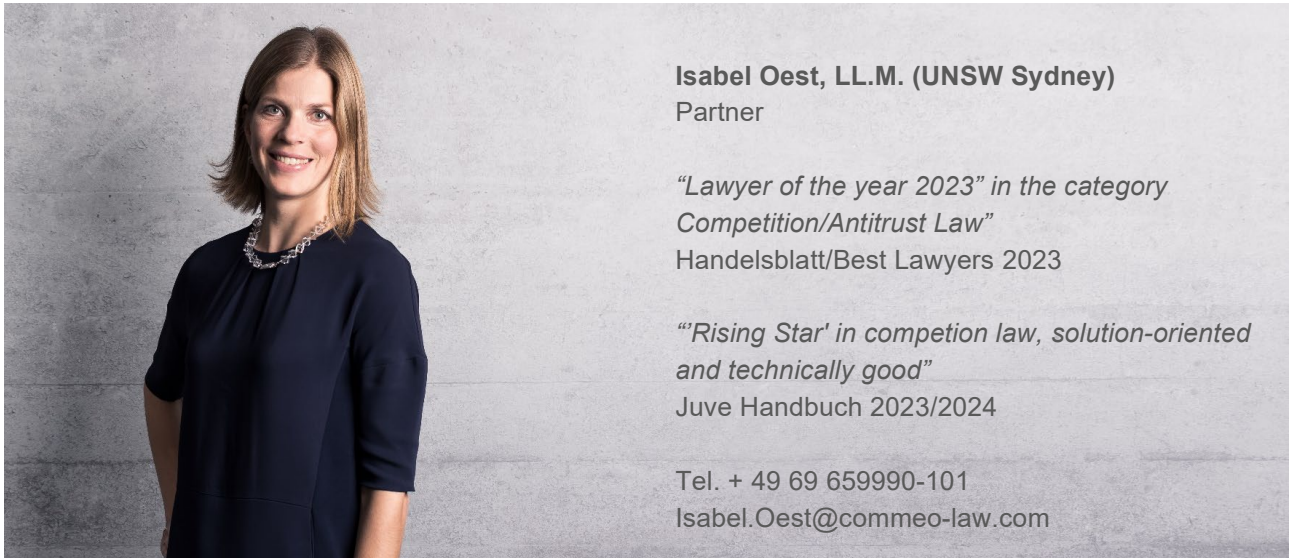 Isabel Oest, LL.M. (UNSW Sydney)
Partner
“Lawyer of the year 2023” in the category
Competition/Antitrust Law”
Handelsblatt/Best Lawyers 2023
“’Rising Star' in competion law, solution-oriented
and technically good”
Juve Handbuch 2023/2024
Tel. + 49 69 659990-101
Isabel.Oest@commeo-law.com